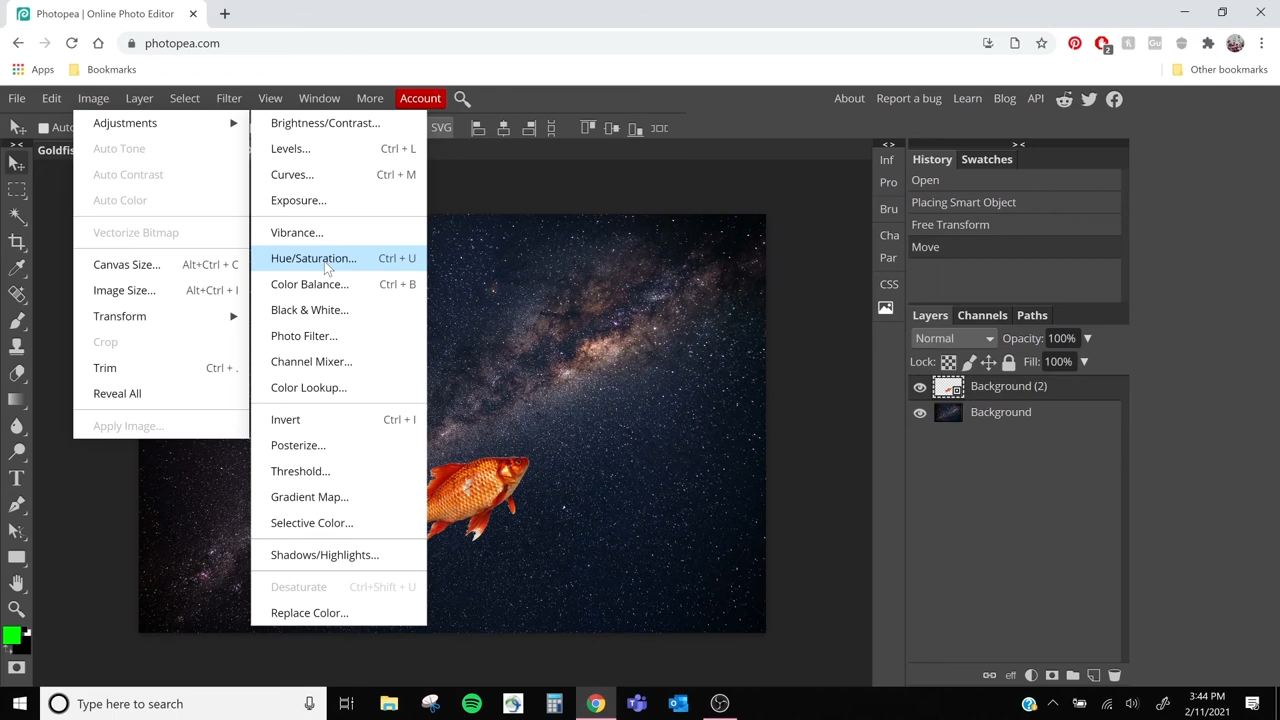 Photopea | Online Photo Editor
photopea.com
2
Apps
Bookmarks
Other bookmarks
File Edit Image Layer Select Filter View Window More Account
About Report a bug Learn Blog API
Auto
SVG
Goldfis
Adjustments
Auto Tone
Auto Contrast
Auto Color
Vectorize Bitmap
Canvas Size... Alt+Ctrl + C
Image Size... Alt+Ctrl + I
Transform
Crop
Trim Ctrl + .
Reveal All
Apply Image...
Brightness/Contrast...
Levels... Ctrl + L
Curves... Ctrl + M
Exposure...
Vibrance...
Hue/Saturation... Ctrl + U
Color Balance... Ctrl + B
Black & White...
Photo Filter...
Channel Mixer...
Color Lookup...
Invert Ctrl + I
Posterize...
Threshold...
Gradient Map...
Selective Color...
Shadows/Highlights...
Desaturate Ctrl+Shift + U
Replace Color...
< > > <
Inf
Pro
Bru
Cha
Par
CSS
History Swatches
Open
Placing Smart Object
Free Transform
Move
Layers Channels Paths
Normal Opacity: 100%
Lock: Fill: 100%
Background (2)
Background
eff
Type here to search
3:44 PM
2/11/2021